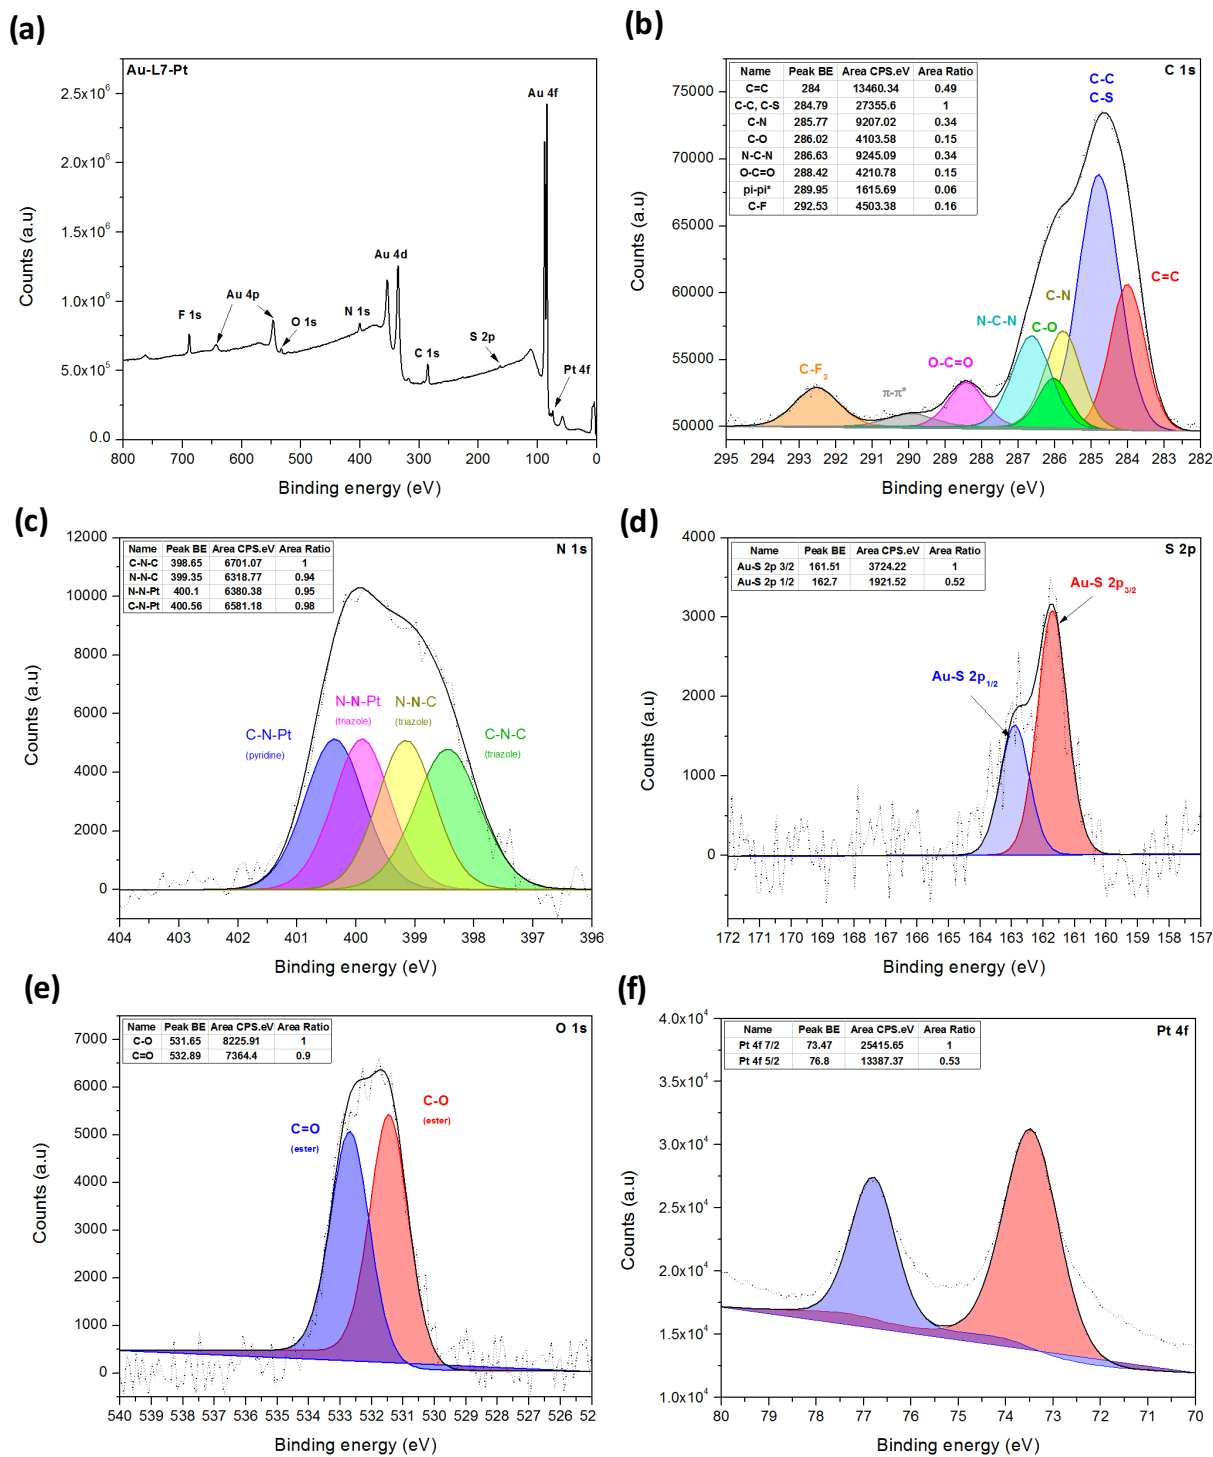 (a)
Au-L7-Pt
2.5x10^6
2.0x10^6
1.5x10^6
1.0x10^6
5.0x10^5
0.0
Counts (a.u)
F 1s
Au 4p
O 1s
N 1s
Au 4d
C 1s
S 2p
Au 4f
Pt 4f
800 700 600 500 400 300 200 100 0
Binding energy (eV)
(b)
C 1s
Name Peak BE Area CPS.eV Area Ratio
C=C 284 13460.34 0.49
C-C, C-S 284.79 27355.6 1
C-N 285.77 9207.02 0.34
C-O 286.02 4103.58 0.15
N-C-N 286.63 9245.09 0.34
O-C=O 288.42 4210.78 0.15
pi-pi* 289.95 1615.69 0.06
C-F 292.53 4503.38 0.16
75000
70000
65000
60000
55000
50000
Counts (a.u)
C-C
C-S
C=C
C-N
N-C-N
C-O
O-C=O
π-π*
C-F3
295 294 293 292 291 290 289 288 287 286 285 284 283 282
Binding energy (eV)
(c)
N 1s
Name Peak BE Area CPS.eV Area Ratio
C-N-C 398.65 6701.07 1
N-N-C 399.35 6318.77 0.94
N-N-Pt 400.1 6380.38 0.95
C-N-Pt 400.56 6581.18 0.98
12000
10000
8000
6000
4000
2000
0
Counts (a.u)
N-N-Pt
(triazole)
N-N-C
(triazole)
C-N-Pt
(pyridine)
C-N-C
(triazole)
404 403 402 401 400 399 398 397 396
Binding energy (eV)
(d)
S 2p
Name Peak BE Area CPS.eV Area Ratio
Au-S 2p 3/2 161.51 3724.22 1
Au-S 2p 1/2 162.7 1921.52 0.52
4000
3000
2000
1000
0
Counts (a.u)
Au-S 2p3/2
Au-S 2p1/2
172 171 170 169 168 167 166 165 164 163 162 161 160 159 158 157
Binding energy (eV)
(e)
O 1s
Name Peak BE Area CPS.eV Area Ratio
C-O 531.65 8225.91 1
C=O 532.89 7364.4 0.9
7000
6000
5000
4000
3000
2000
1000
0
Counts (a.u)
C-O
(ester)
C=O
(ester)
540 539 538 537 536 535 534 533 532 531 530 529 528 527 526 52
Binding energy (eV)
(f)
Pt 4f
Name Peak BE Area CPS.eV Area Ratio
Pt 4f 7/2 73.47 25415.65 1
Pt 4f 5/2 76.8 13387.37 0.53
4.0x10^4
3.5x10^4
3.0x10^4
2.5x10^4
2.0x10^4
1.5x10^4
1.0x10^4
Counts (a.u)
80 79 78 77 76 75 74 73 72 71 70
Binding energy (eV)